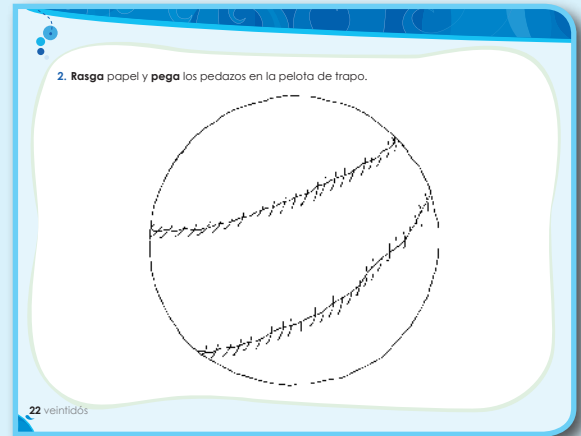 2. Rasga papel y pega los pedazos en la pelota de trapo.
22 veintidós